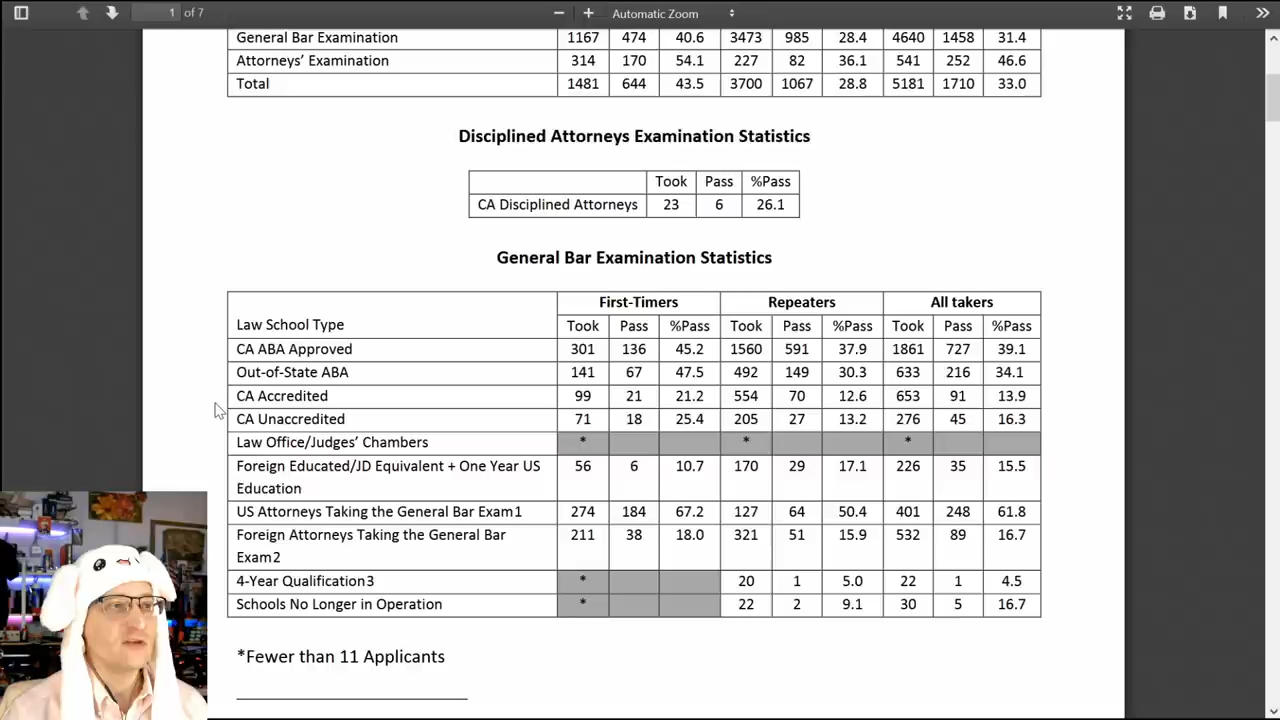 1 of 7 Automatic Zoom
General Bar Examination 1167 474 40.6 3473 985 28.4 4640 1458 31.4
Attorneys' Examination 314 170 54.1 227 82 36.1 541 252 46.6
Total 1481 644 43.5 3700 1067 28.8 5181 1710 33.0
Disciplined Attorneys Examination Statistics
Took Pass %Pass
CA Disciplined Attorneys 23 6 26.1
General Bar Examination Statistics
First-Timers Repeaters All takers
Law School Type Took Pass %Pass Took Pass %Pass Took Pass %Pass
CA ABA Approved 301 136 45.2 1560 591 37.9 1861 727 39.1
Out-of-State ABA 141 67 47.5 492 149 30.3 633 216 34.1
CA Accredited 99 21 21.2 554 70 12.6 653 91 13.9
CA Unaccredited 71 18 25.4 205 27 13.2 276 45 16.3
Law Office/Judges' Chambers * * *
Foreign Educated/JD Equivalent + One Year US 56 6 10.7 170 29 17.1 226 35 15.5
Education
US Attorneys Taking the General Bar Exam1 274 184 67.2 127 64 50.4 401 248 61.8
Foreign Attorneys Taking the General Bar 211 38 18.0 321 51 15.9 532 89 16.7
Exam2
4-Year Qualification3 * 20 1 5.0 22 1 4.5
Schools No Longer in Operation * 22 2 9.1 30 5 16.7
*Fewer than 11 Applicants